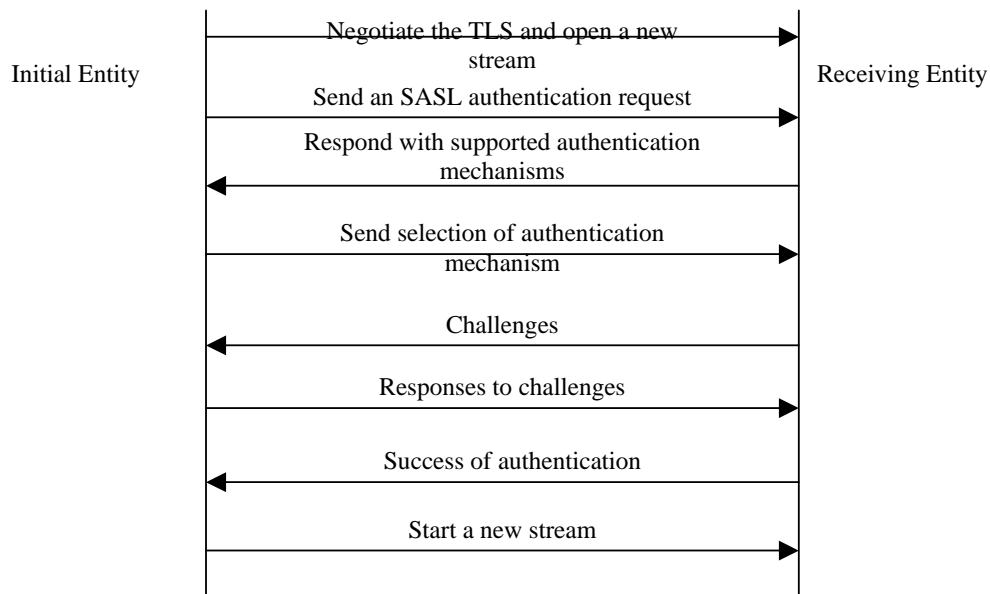 Negotiate the TLS and open a new
stream
Initial Entity
Receiving Entity
Send an SASL authentication request
Respond with supported authentication
mechanisms
Send selection of authentication
mechanism
Challenges
Responses to challenges
Success of authentication
Start a new stream